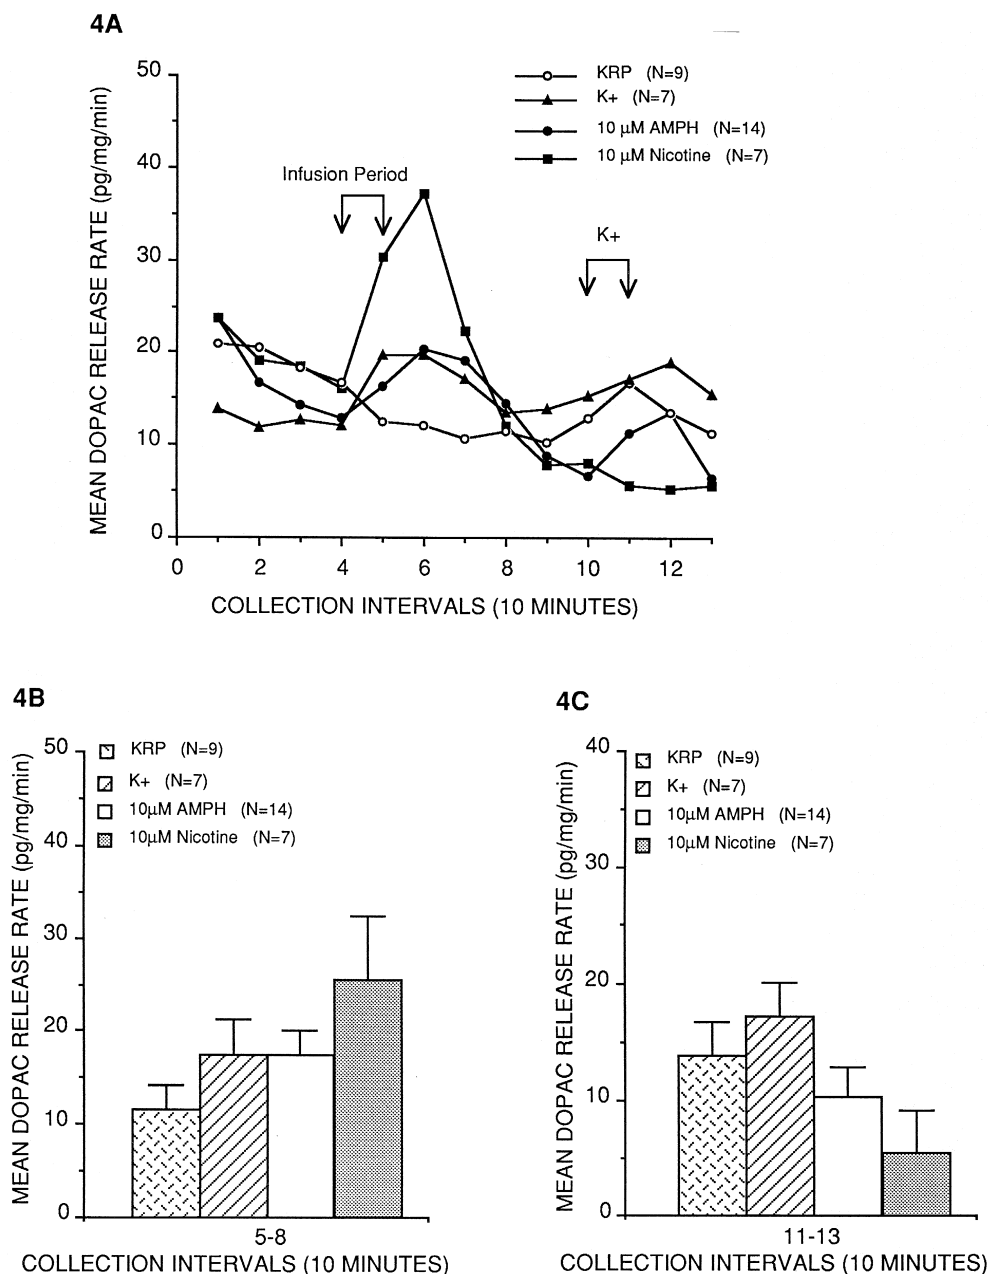 4A
MEAN DOPAC RELEASE RATE (pg/mg/min)
50
40
30
20
10
0
KRP (N=9)
K+ (N=7)
10 µM AMPH (N=14)
10 µM Nicotine (N=7)
Infusion Period
K+
0 2 4 6 8 10 12
COLLECTION INTERVALS (10 MINUTES)
4B
MEAN DOPAC RELEASE RATE (pg/mg/min)
50
40
30
20
10
0
KRP (N=9)
K+ (N=7)
10µM AMPH (N=14)
10µM Nicotine (N=7)
5-8
COLLECTION INTERVALS (10 MINUTES)
4C
MEAN DOPAC RELEASE RATE (pg/mg/min)
40
30
20
10
0
KRP (N=9)
K+ (N=7)
10µM AMPH (N=14)
10µM Nicotine (N=7)
11-13
COLLECTION INTERVALS (10 MINUTES)